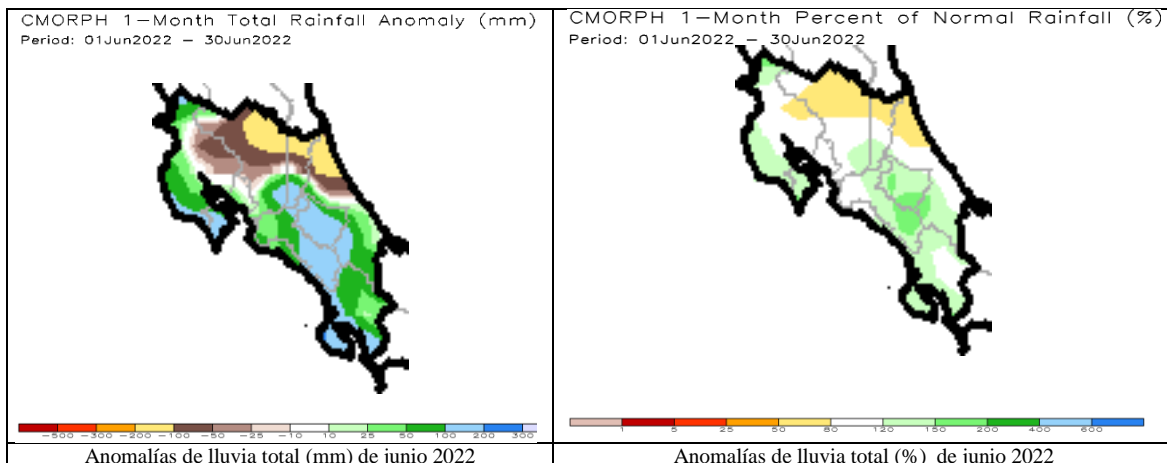 CMORPH 1-Month Total Rainfall Anomaly (mm)
Period: 01Jun2022 - 30Jun2022
-500 -300 -200 -100 -50 -25 -10 10 25 50 100 200 300
Anomalías de lluvia total (mm) de junio 2022
CMORPH 1-Month Percent of Normal Rainfall (%)
Period: 01Jun2022 - 30Jun2022
1 5 25 50 80 120 150 200 400 600
Anomalías de lluvia total (%) de junio 2022